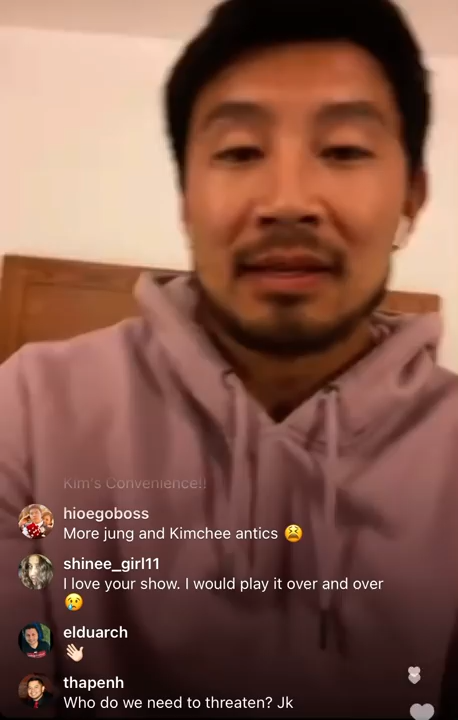 Kim's Convenience!!
hioegoboss
More jung and Kimchee antics 😫
shinee_girl11
I love your show. I would play it over and over
😢
elduarch
👋🏻
thapenh
Who do we need to threaten? Jk